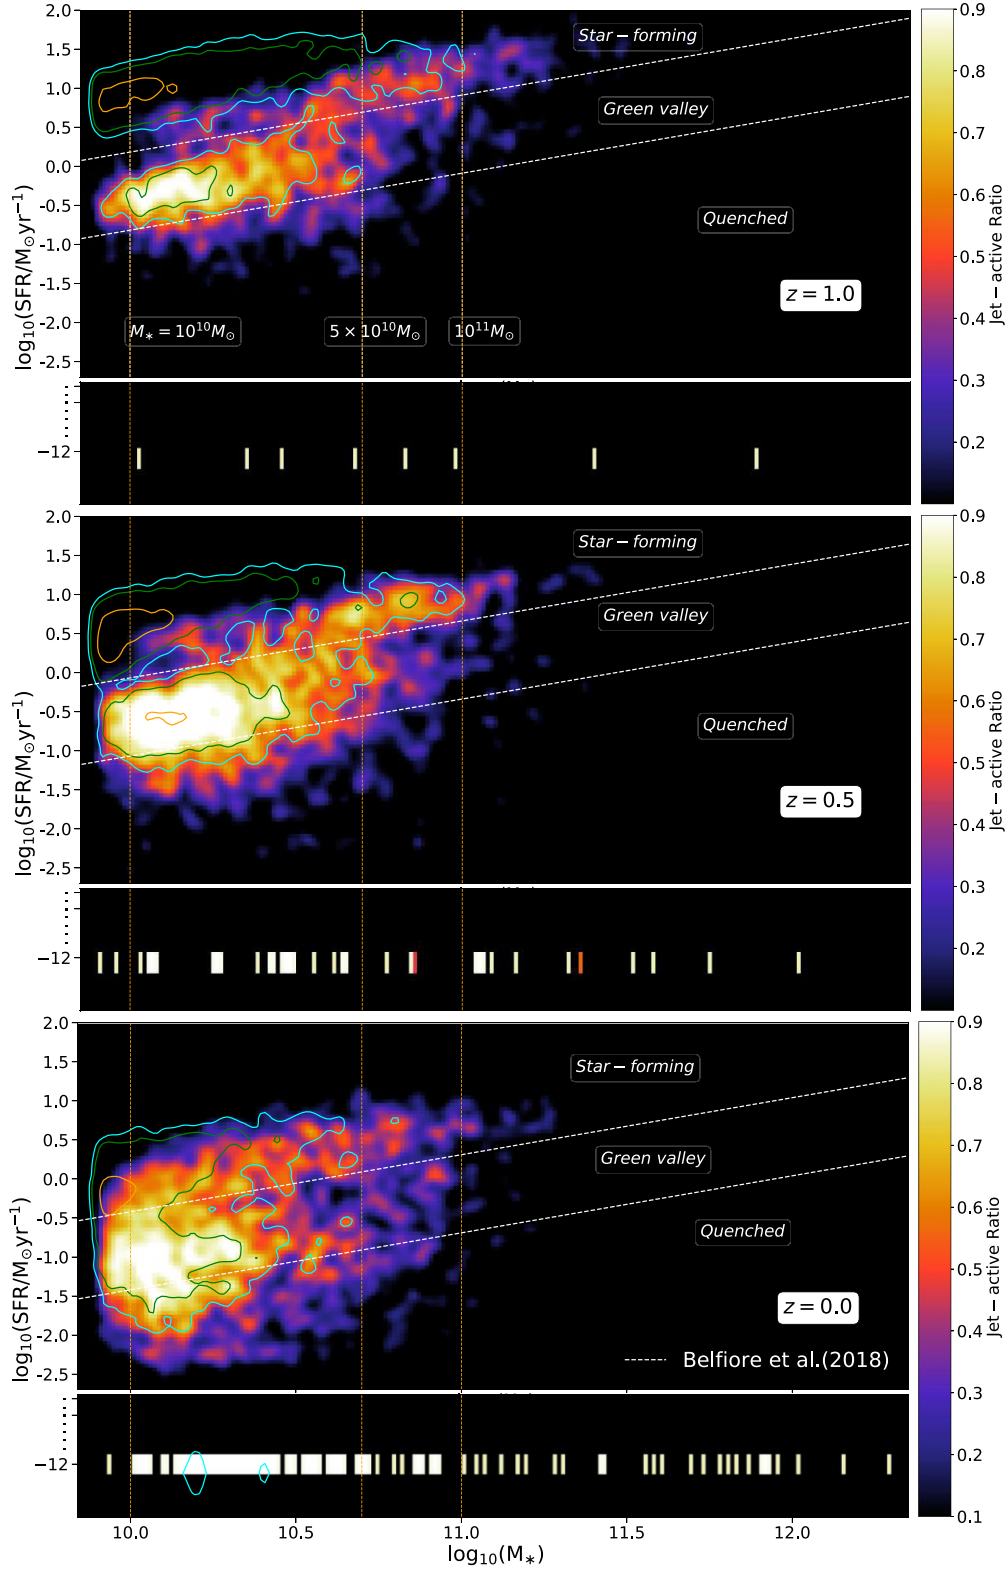 2.0
1.5
1.0
0.5
0.0
-0.5
-1.0
-1.5
-2.0
-2.5
log₁₀(SFR/M⊙yr⁻¹)
Star − forming
Green valley
Quenched
z = 1.0
M* = 10¹⁰M⊙
5 × 10¹⁰M⊙
10¹¹M⊙
−12
0.9
0.8
0.7
0.6
0.5
0.4
0.3
0.2
Jet − active Ratio
2.0
1.5
1.0
0.5
0.0
-0.5
-1.0
-1.5
-2.0
-2.5
log₁₀(SFR/M⊙yr⁻¹)
Star − forming
Green valley
Quenched
z = 0.5
−12
0.9
0.8
0.7
0.6
0.5
0.4
0.3
0.2
Jet − active Ratio
2.0
1.5
1.0
0.5
0.0
-0.5
-1.0
-1.5
-2.0
-2.5
log₁₀(SFR/M⊙yr⁻¹)
Star − forming
Green valley
Quenched
z = 0.0
Belfiore et al.(2018)
−12
0.9
0.8
0.7
0.6
0.5
0.4
0.3
0.2
0.1
Jet − active Ratio
10.0 10.5 11.0 11.5 12.0
log₁₀(M*)